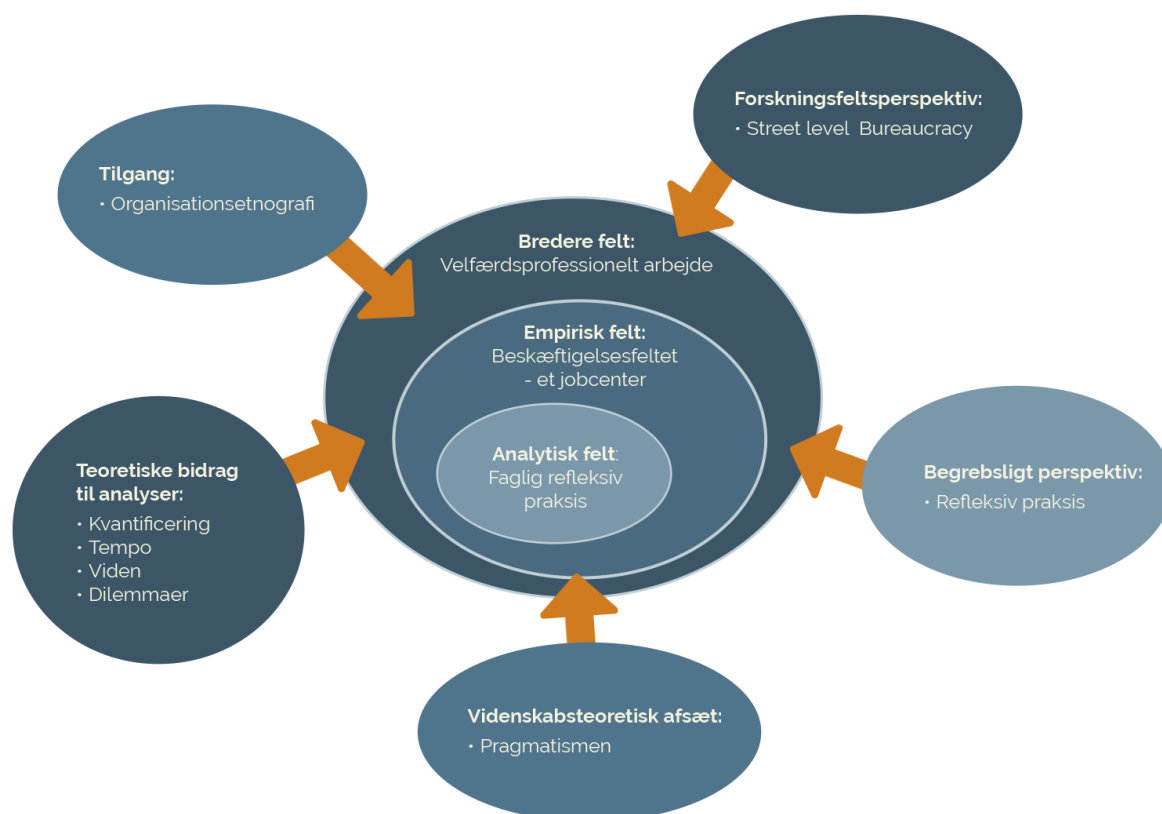 Forskningsfeltsperspektiv:
• Street level  Bureaucracy
Tilgang:
• Organisationsetnografi
Bredere felt:
Velfærdsprofessionelt arbejde
Empirisk felt:
Beskæftigelsesfeltet
- et jobcenter
Analytisk felt:
Faglig refleksiv
praksis
Teoretiske bidrag
til analyser:
• Kvantificering
• Tempo
• Viden
• Dilemmaer
Begrebsligt perspektiv:
• Refleksiv praksis
Videnskabsteoretisk afsæt:
• Pragmatismen